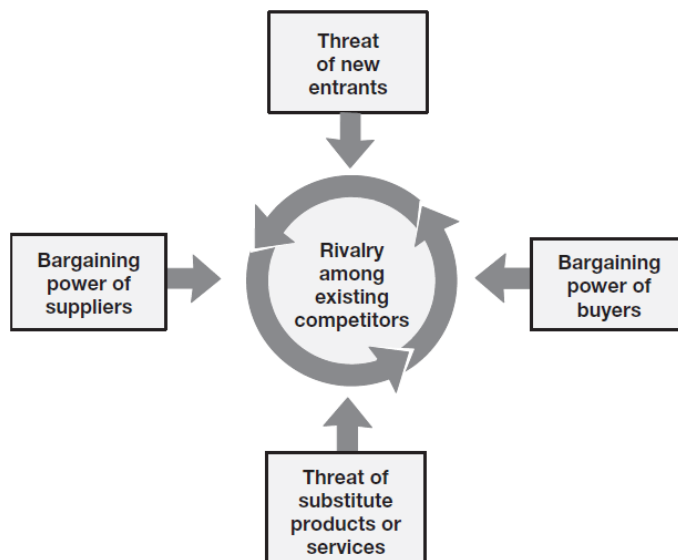 Threat
of new
entrants
Bargaining
power of
suppliers
Rivalry
among
existing
competitors
Bargaining
power of
buyers
Threat of
substitute
products or
services